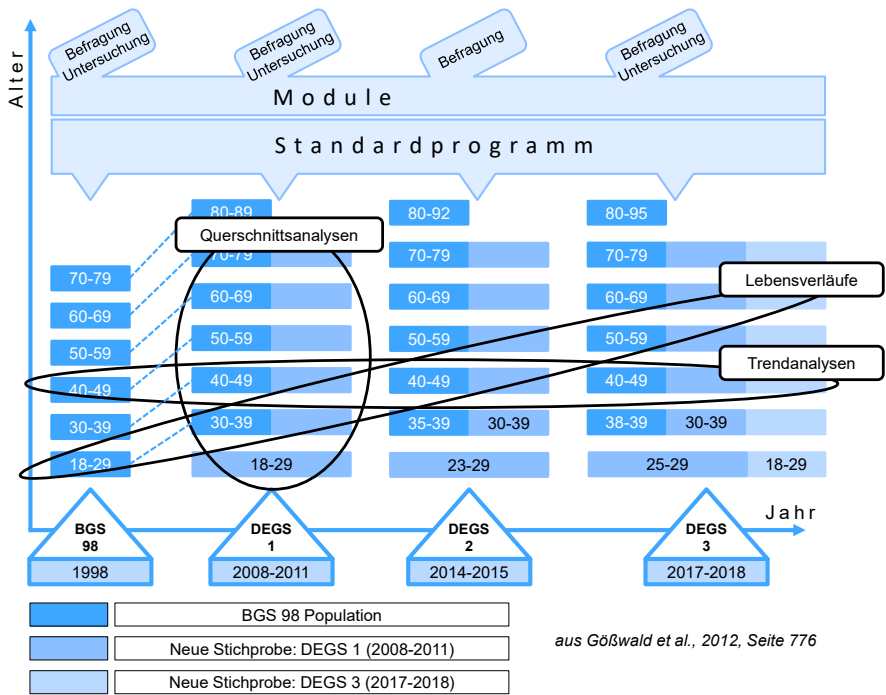 Alter
Befragung
Untersuchung
Befragung
Untersuchung
Befragung
Befragung
Untersuchung
Module
Standardprogramm
80-89
80-92
80-95
Querschnittsanalysen
70-79
70-79
70-79
70-79
Lebensverläufe
60-69
60-69
60-69
60-69
50-59
50-59
50-59
50-59
Trendanalysen
40-49
40-49
40-49
40-49
30-39
30-39
35-39
30-39
38-39
30-39
18-29
18-29
23-29
25-29
18-29
Jahr
BGS
98
DEGS
1
DEGS
2
DEGS
3
1998
2008-2011
2014-2015
2017-2018
BGS 98 Population
Neue Stichprobe: DEGS 1 (2008-2011)
Neue Stichprobe: DEGS 3 (2017-2018)
aus Gößwald et al., 2012, Seite 776